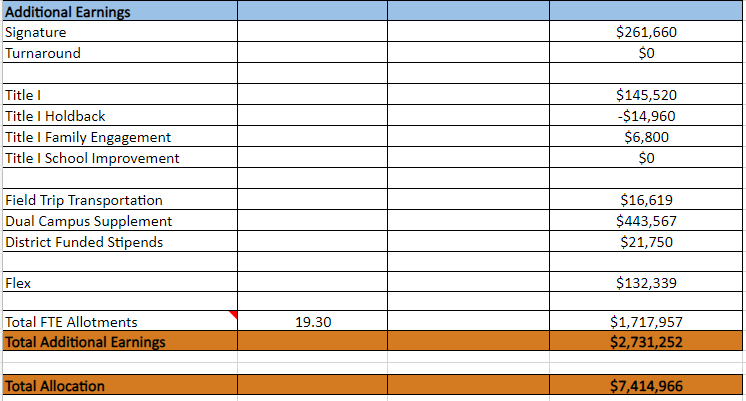 Additional Earnings
Signature $261,660
Turnaround $0
Title I $145,520
Title I Holdback -$14,960
Title I Family Engagement $6,800
Title I School Improvement $0
Field Trip Transportation $16,619
Dual Campus Supplement $443,567
District Funded Stipends $21,750
Flex $132,339
Total FTE Allotments 19.30 $1,717,957
Total Additional Earnings $2,731,252
Total Allocation $7,414,966